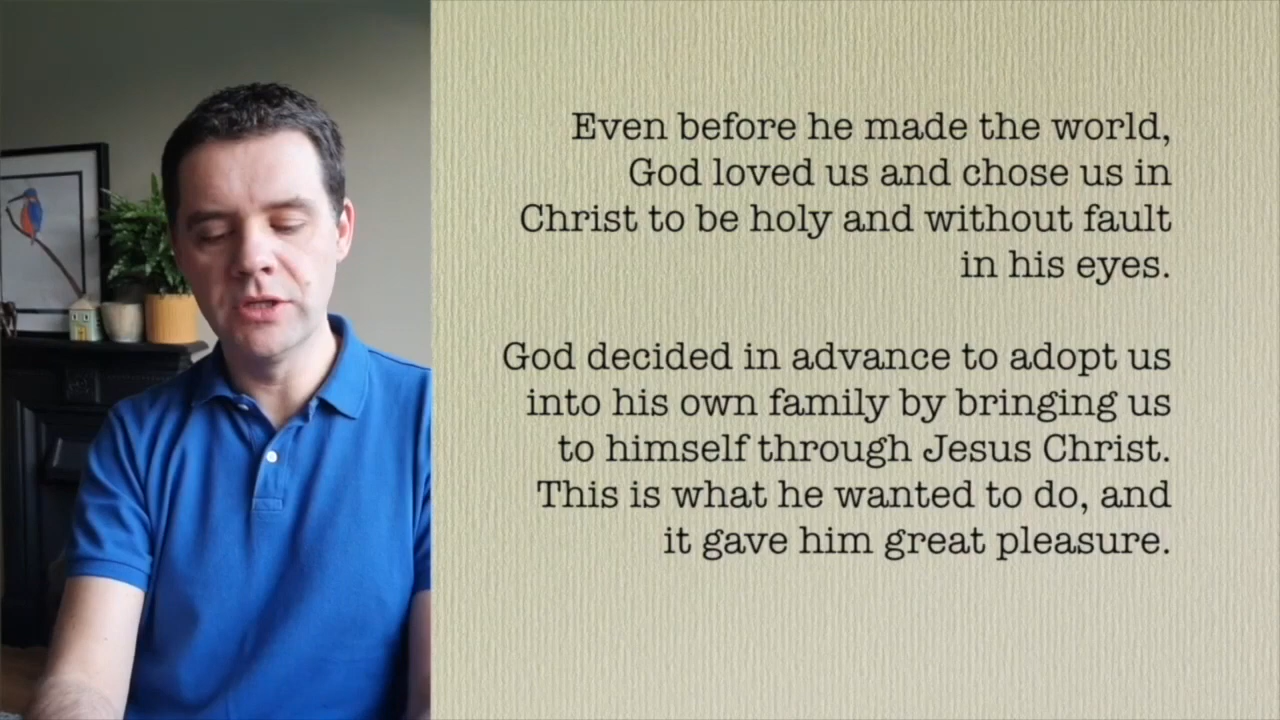 Even before he made the world,
God loved us and chose us in
Christ to be holy and without fault
in his eyes.
God decided in advance to adopt us
into his own family by bringing us
to himself through Jesus Christ.
This is what he wanted to do, and
it gave him great pleasure.